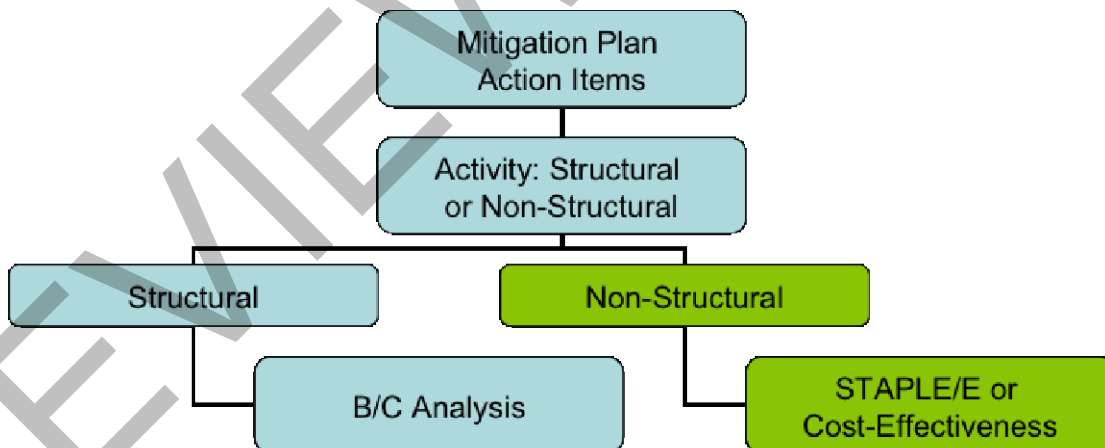 Mitigation Plan
Action Items
Activity: Structural
or Non-Structural
Structural
Non-Structural
B/C Analysis
STAPLE/E or
Cost-Effectiveness